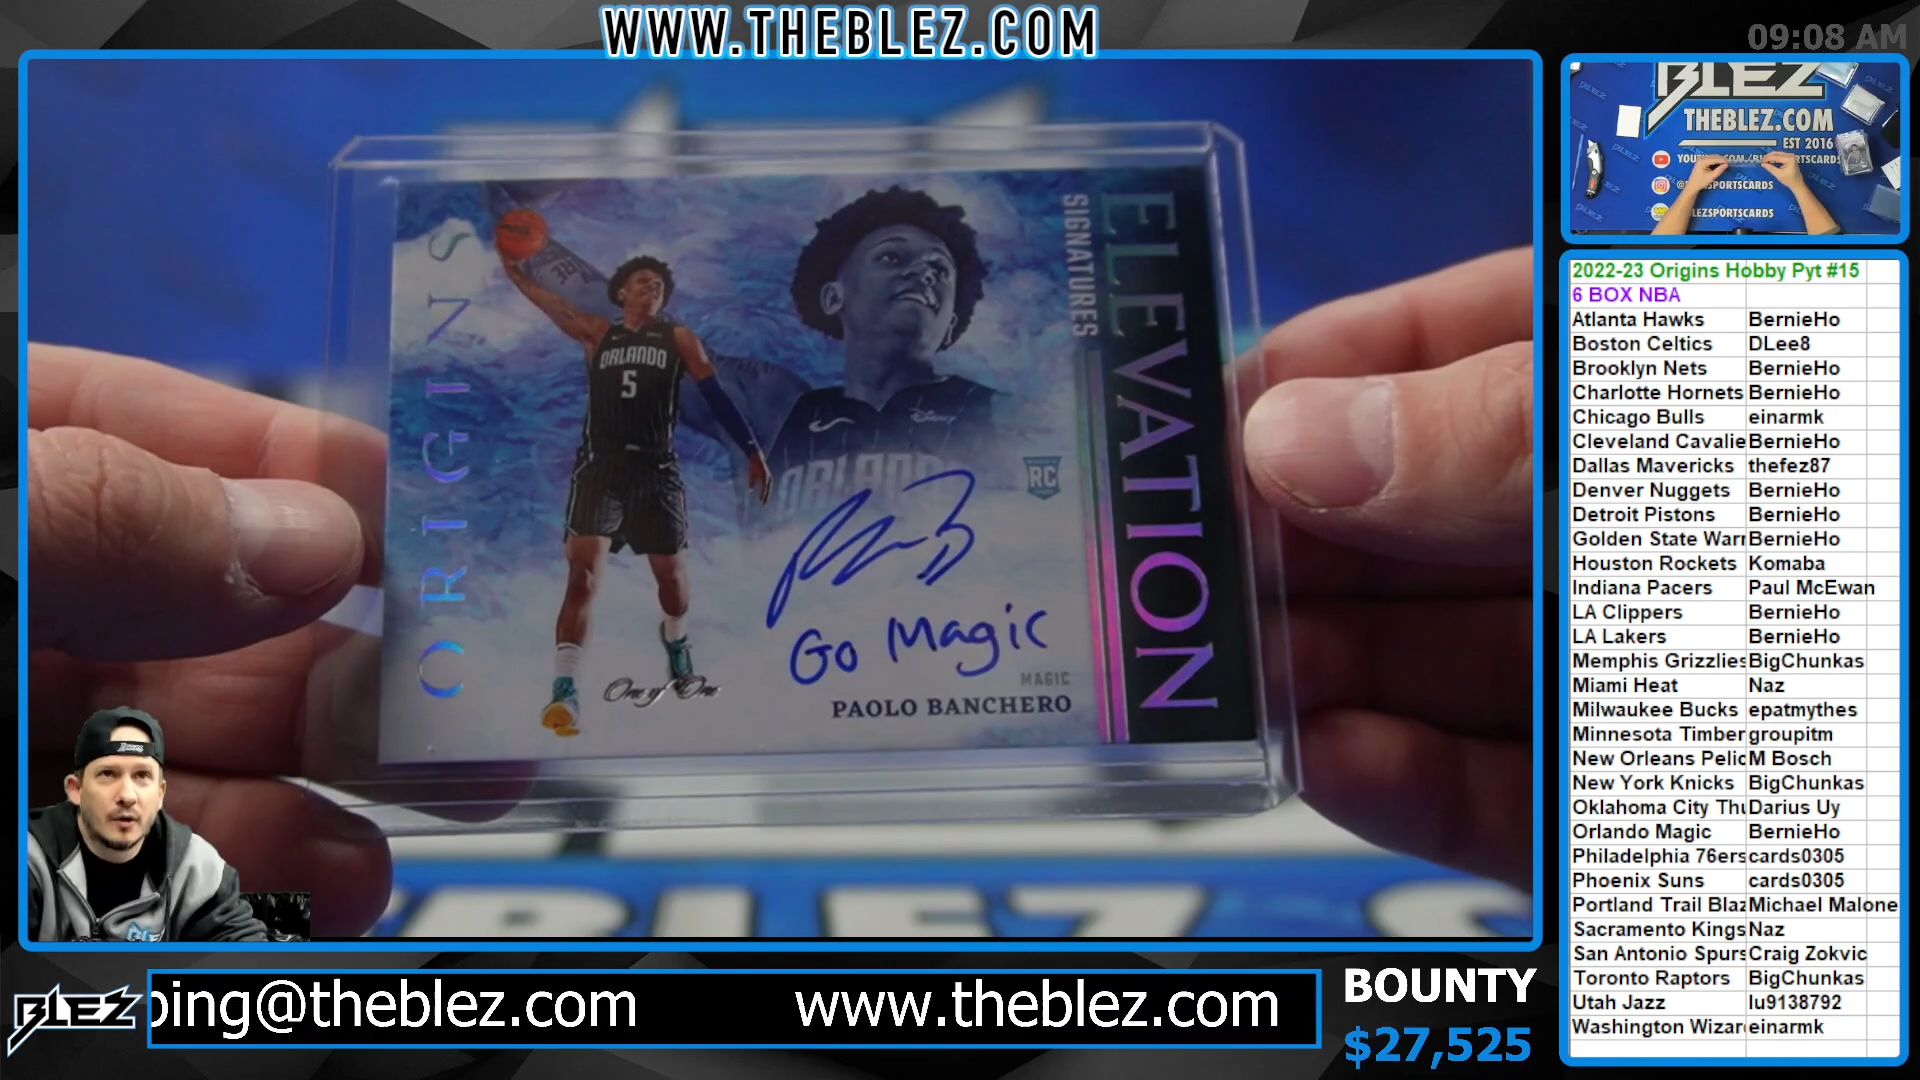 WWW.THEBLEZ.COM
09:08 AM
ORIGINS
ELEVATION
SIGNATURES
ORLANDO
5
Disney
ORLANDO
RC
Go Magic
One of One
MAGIC
PAOLO BANCHERO
BLEZ
THEBLEZ.COM
EST 2016
2022-23 Origins Hobby Pyt #15
6 BOX NBA
Atlanta Hawks BernieHo
Boston Celtics DLee8
Brooklyn Nets BernieHo
Charlotte Hornets BernieHo
Chicago Bulls einarmk
Cleveland Cavalie BernieHo
Dallas Mavericks thefez87
Denver Nuggets BernieHo
Detroit Pistons BernieHo
Golden State Warr BernieHo
Houston Rockets Komaba
Indiana Pacers Paul McEwan
LA Clippers BernieHo
LA Lakers BernieHo
Memphis Grizzlies BigChunkas
Miami Heat Naz
Milwaukee Bucks epatmythes
Minnesota Timber groupitm
New Orleans Pelic M Bosch
New York Knicks BigChunkas
Oklahoma City Thu Darius Uy
Orlando Magic BernieHo
Philadelphia 76ers cards0305
Phoenix Suns cards0305
Portland Trail Blaz Michael Malone
Sacramento Kings Naz
San Antonio Spurs Craig Zokvic
Toronto Raptors BigChunkas
Utah Jazz lu9138792
Washington Wizar einarmk
BLEZ
ping@theblez.com www.theblez.com
BOUNTY
$27,525